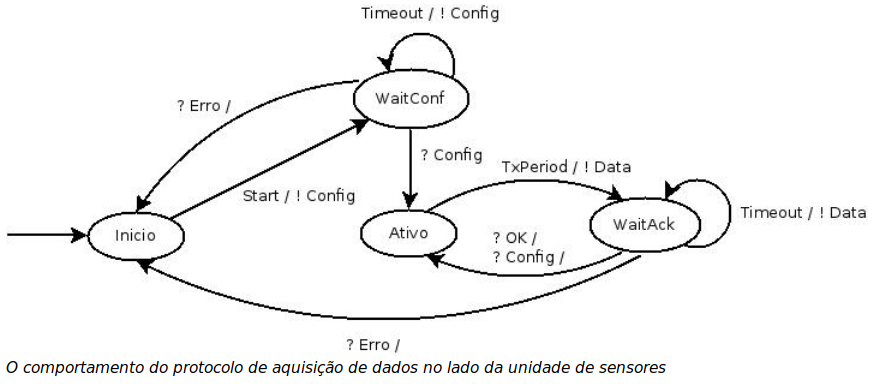 Timeout / ! Config
WaitConf
? Erro /
? Config
TxPeriod / ! Data
Start / ! Config
Timeout / ! Data
WaitAck
Inicio
Ativo
? OK /
? Config /
? Erro /
O comportamento do protocolo de aquisição de dados no lado da unidade de sensores